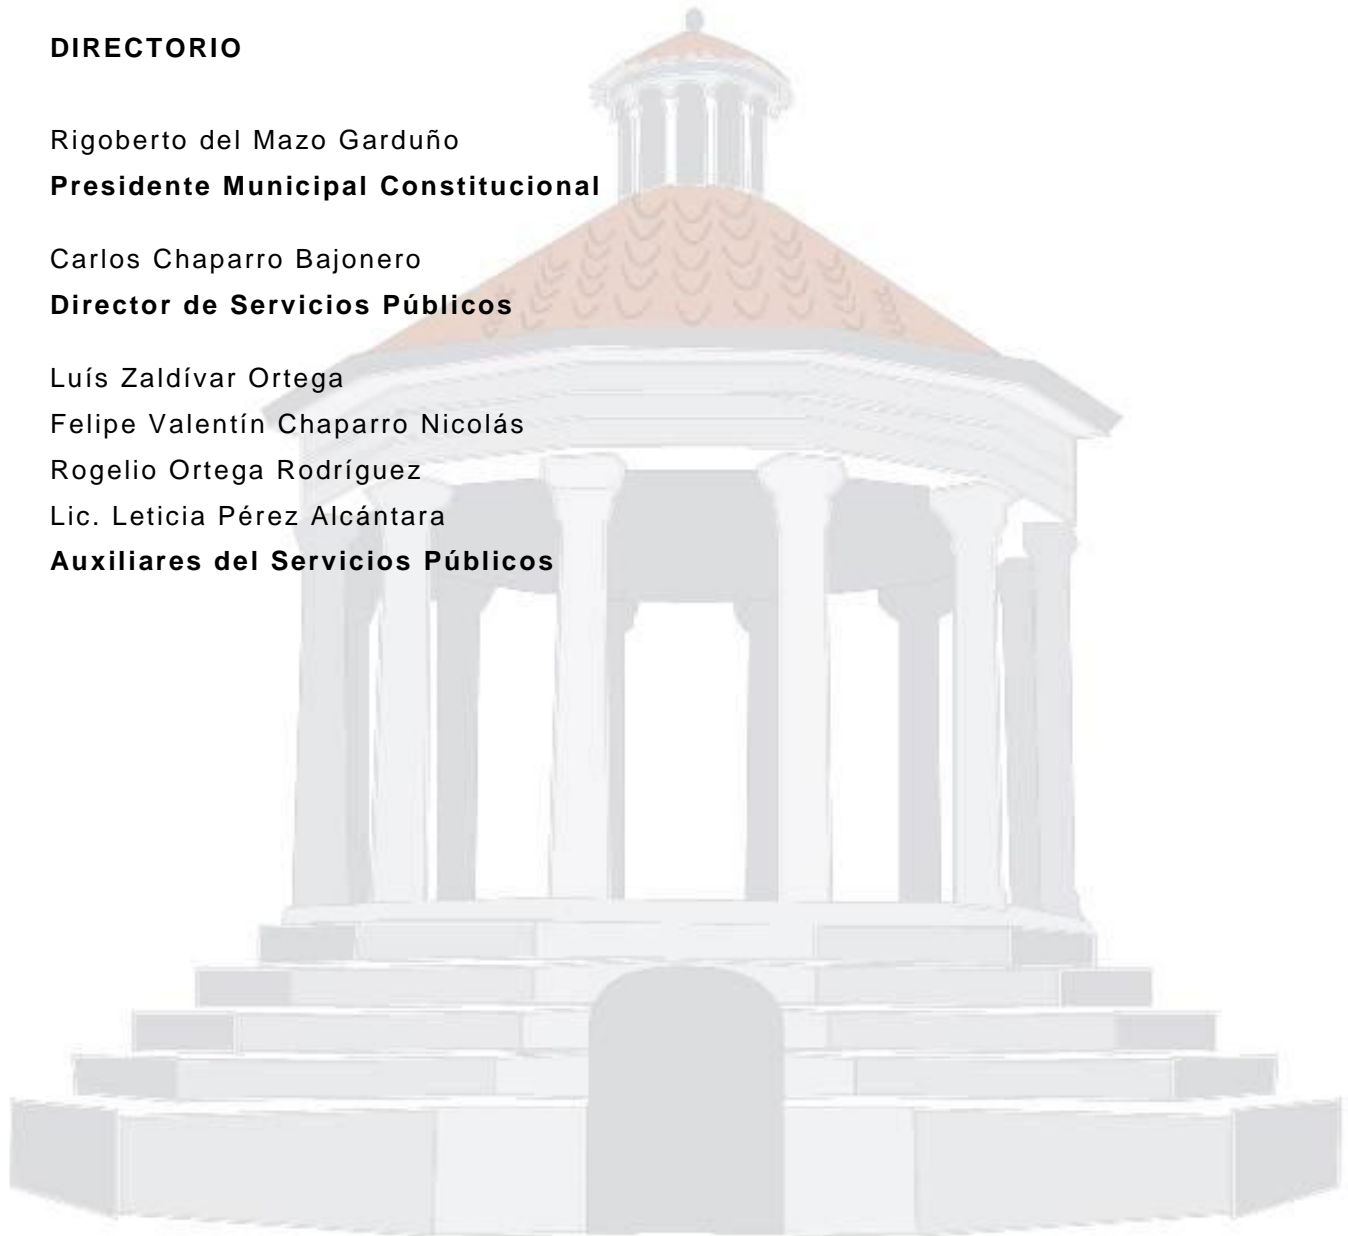 DIRECTORIO
Rigoberto del Mazo Garduño
Presidente Municipal Constitucional
Carlos Chaparro Bajonero
Director de Servicios Públicos
Luís Zaldívar Ortega
Felipe Valentín Chaparro Nicolás
Rogelio Ortega Rodríguez
Lic. Leticia Pérez Alcántara
Auxiliares del Servicios Públicos